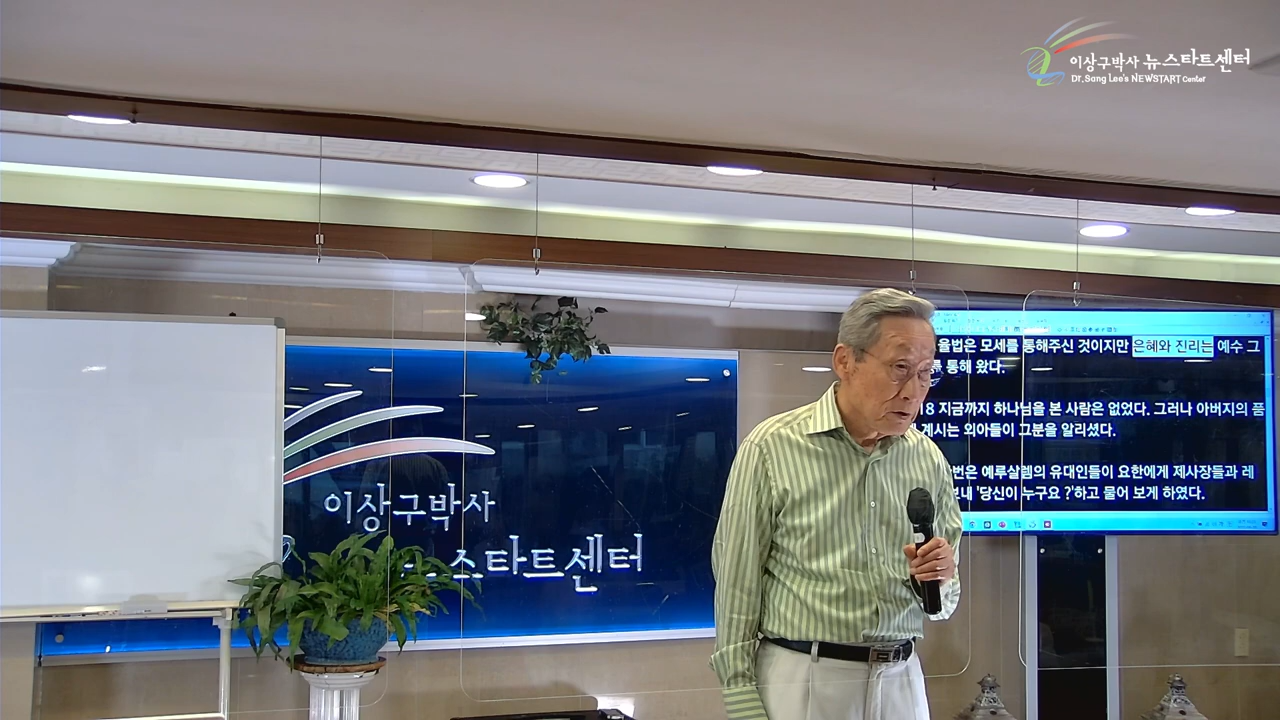 이상구박사 뉴스타트센터
Dr. Sang Lee's NEWSTART Center
이상구박사
스타트센터
율법은 모세를 통해주신 것이지만 은혜와 진리는 예수 그
통해 왔다.
18 지금까지 하나님을 본 사람은 없었다. 그러나 아버지의 품
계시는 외아들이 그분을 알리셨다.
번은 예루살렘의 유대인들이 요한에게 제사장들과 레
보내 '당신이 누구요 ?'하고 물어 보게 하였다.